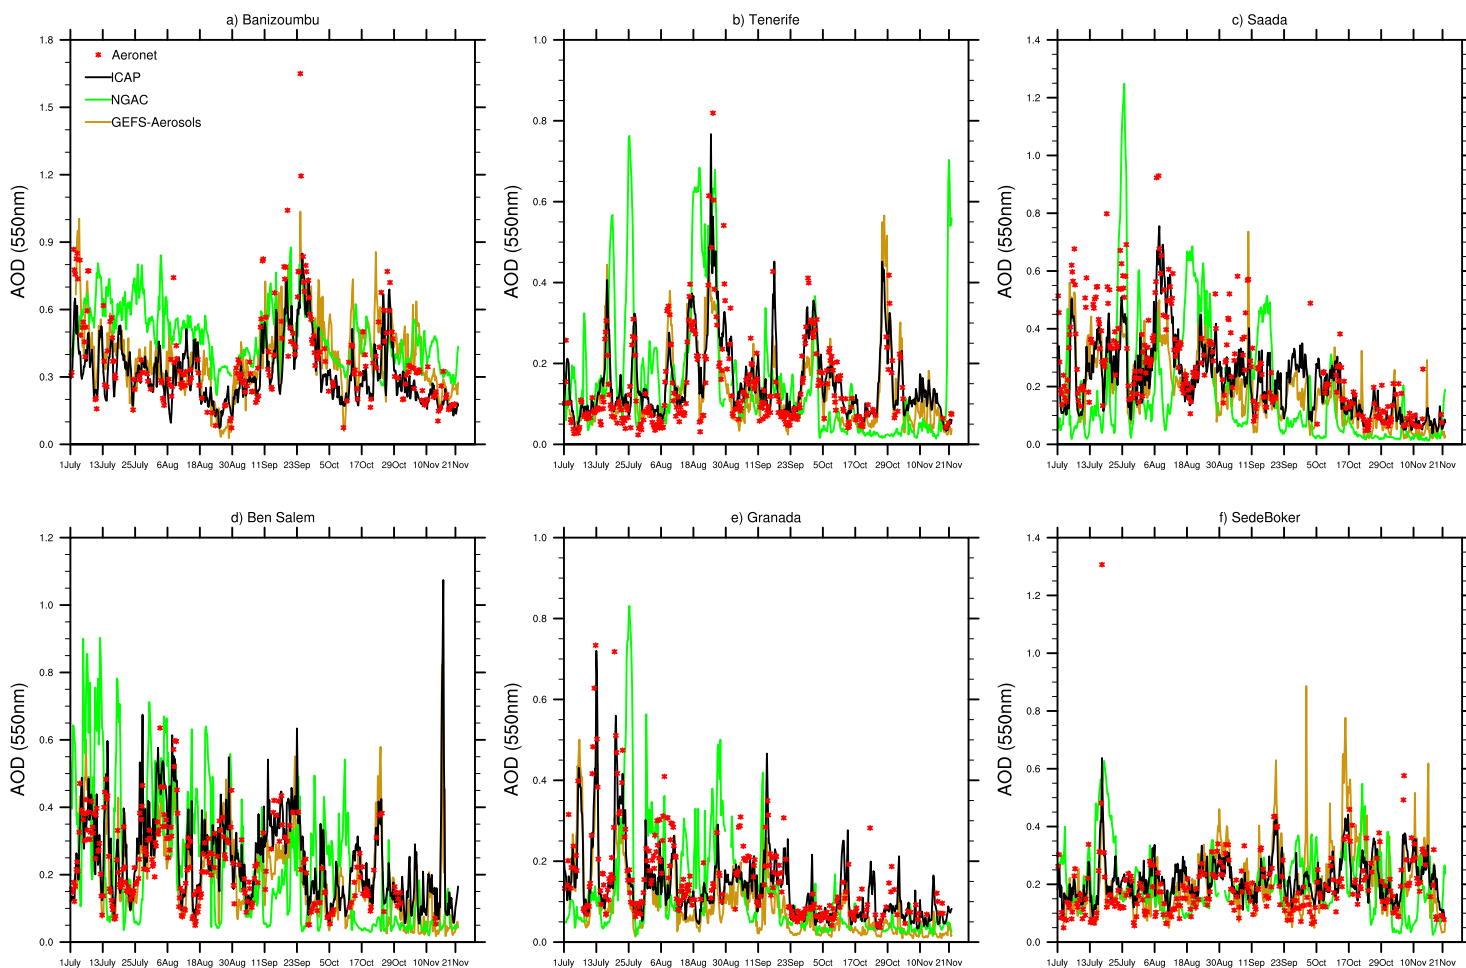 a) Banizoumbu
AOD (550nm)
1.8
1.5
1.2
0.9
0.6
0.3
0.0
Aeronet
ICAP
NGAC
GEFS-Aerosols
1July 13July 25July 6Aug 18Aug 30Aug 11Sep 23Sep 5Oct 17Oct 29Oct 10Nov 21Nov
b) Tenerife
AOD (550nm)
1.0
0.8
0.6
0.4
0.2
0.0
1July 13July 25July 6Aug 18Aug 30Aug 11Sep 23Sep 5Oct 17Oct 29Oct 10Nov 21Nov
c) Saada
AOD (550nm)
1.4
1.2
1.0
0.8
0.6
0.4
0.2
0.0
1July 13July 25July 6Aug 18Aug 30Aug 11Sep 23Sep 5Oct 17Oct 29Oct 10Nov 21Nov
d) Ben Salem
AOD (550nm)
1.2
1.0
0.8
0.6
0.4
0.2
0.0
1July 13July 25July 6Aug 18Aug 30Aug 11Sep 23Sep 5Oct 17Oct 29Oct 10Nov 21Nov
e) Granada
AOD (550nm)
1.0
0.8
0.6
0.4
0.2
0.0
1July 13July 25July 6Aug 18Aug 30Aug 11Sep 23Sep 5Oct 17Oct 29Oct 10Nov 21Nov
f) SedeBoker
AOD (550nm)
1.4
1.2
1.0
0.8
0.6
0.4
0.2
0.0
1July 13July 25July 6Aug 18Aug 30Aug 11Sep 23Sep 5Oct 17Oct 29Oct 10Nov 21Nov